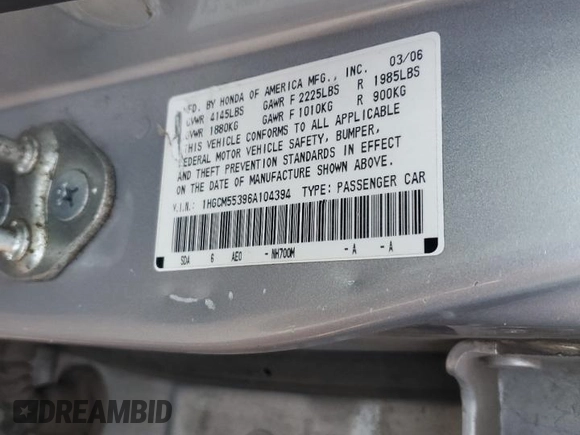 MFD. BY HONDA OF AMERICA MFG., INC. 03/06
GVWR 4145LBS GAWR F 2225LBS R 1985LBS
GVWR 1880KG GAWR F 1010KG R 900KG
THIS VEHICLE CONFORMS TO ALL APPLICABLE
FEDERAL MOTOR VEHICLE SAFETY, BUMPER,
AND THEFT PREVENTION STANDARDS IN EFFECT
ON THE DATE OF MANUFACTURE SHOWN ABOVE.
V.I.N.: 1HGCM55396A104394 TYPE: PASSENGER CAR
SDA 6 AE0 - NH700M - A - A
DREAMBID